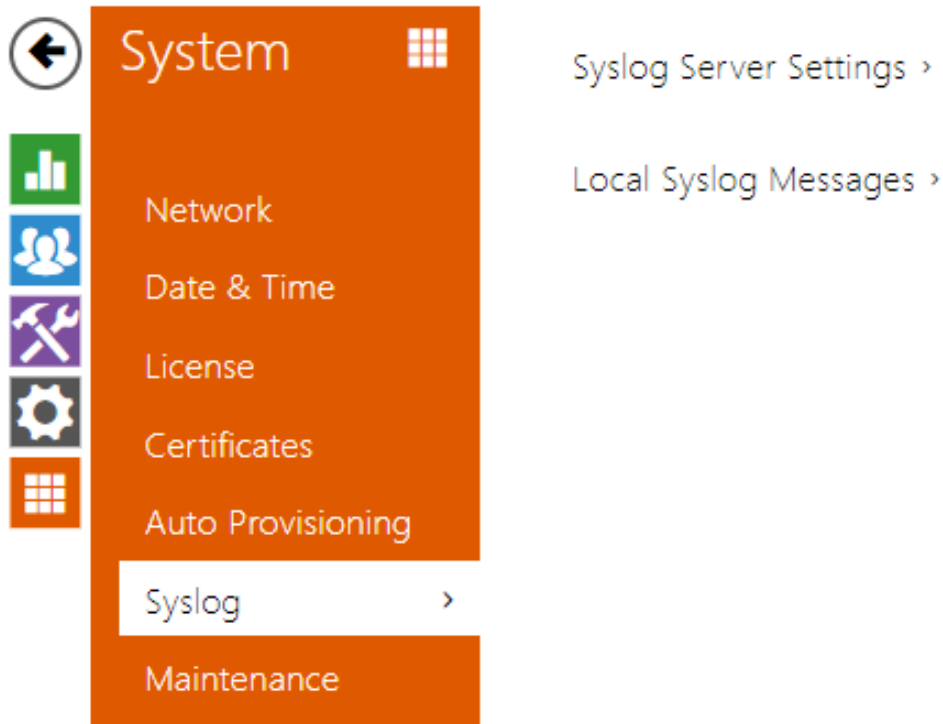 System
Network
Date & Time
License
Certificates
Auto Provisioning
Syslog ›
Maintenance
Syslog Server Settings ›
Local Syslog Messages ›